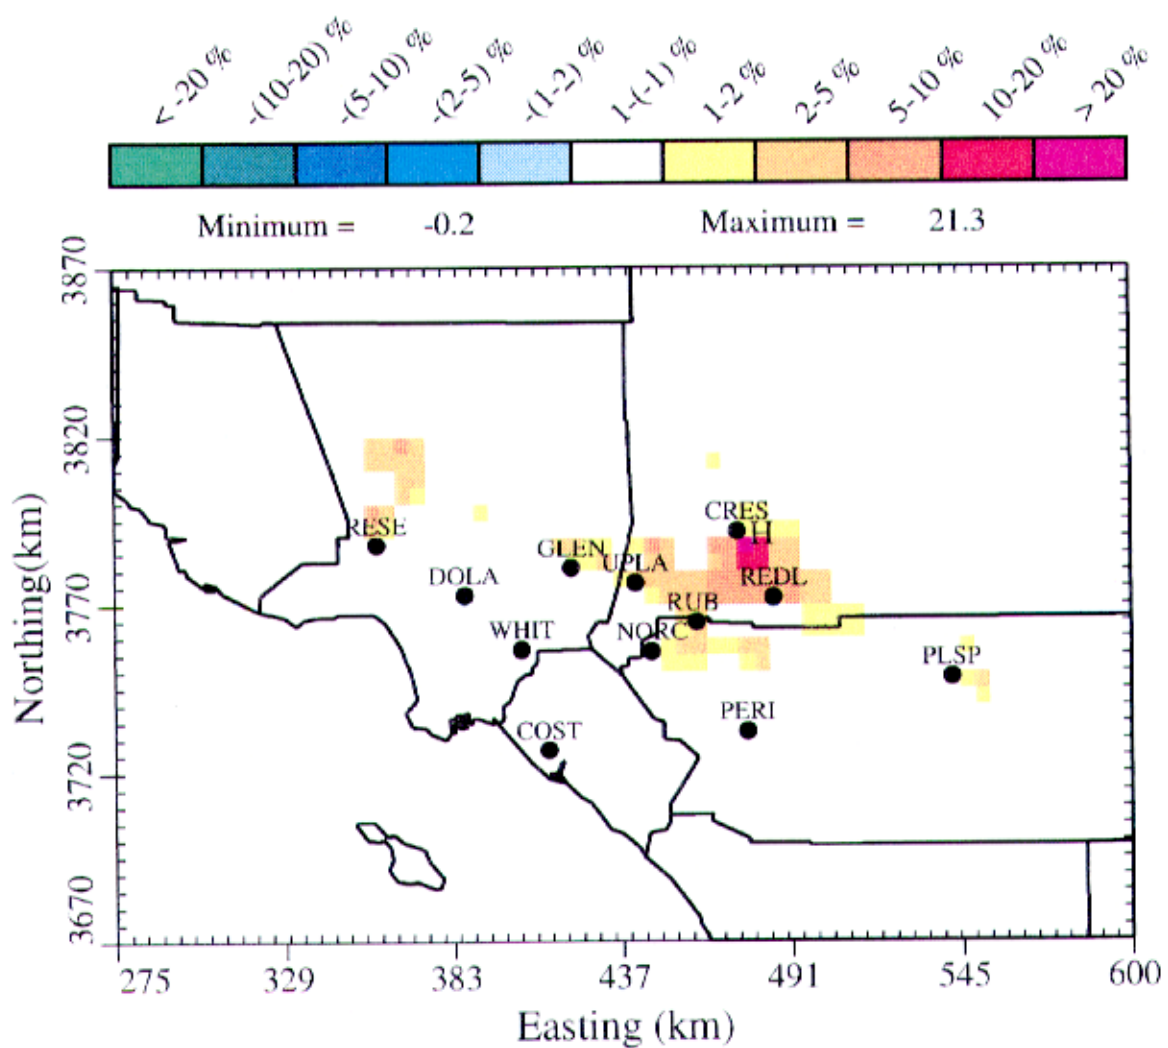 < -20 %
-(10-20) %
-(5-10) %
-(2-5) %
-(1-2) %
1-(-1) %
1-2 %
2-5 %
5-10 %
10-20 %
> 20 %
Minimum = -0.2 Maximum = 21.3
3870
3820
3770
3720
3670
Northing(km)
CRES
H
RESE
GLEN
UPLA
DOLA
REDL
RUB
WHIT
NORC
PLSP
PERI
COST
275 329 383 437 491 545 600
Easting (km)